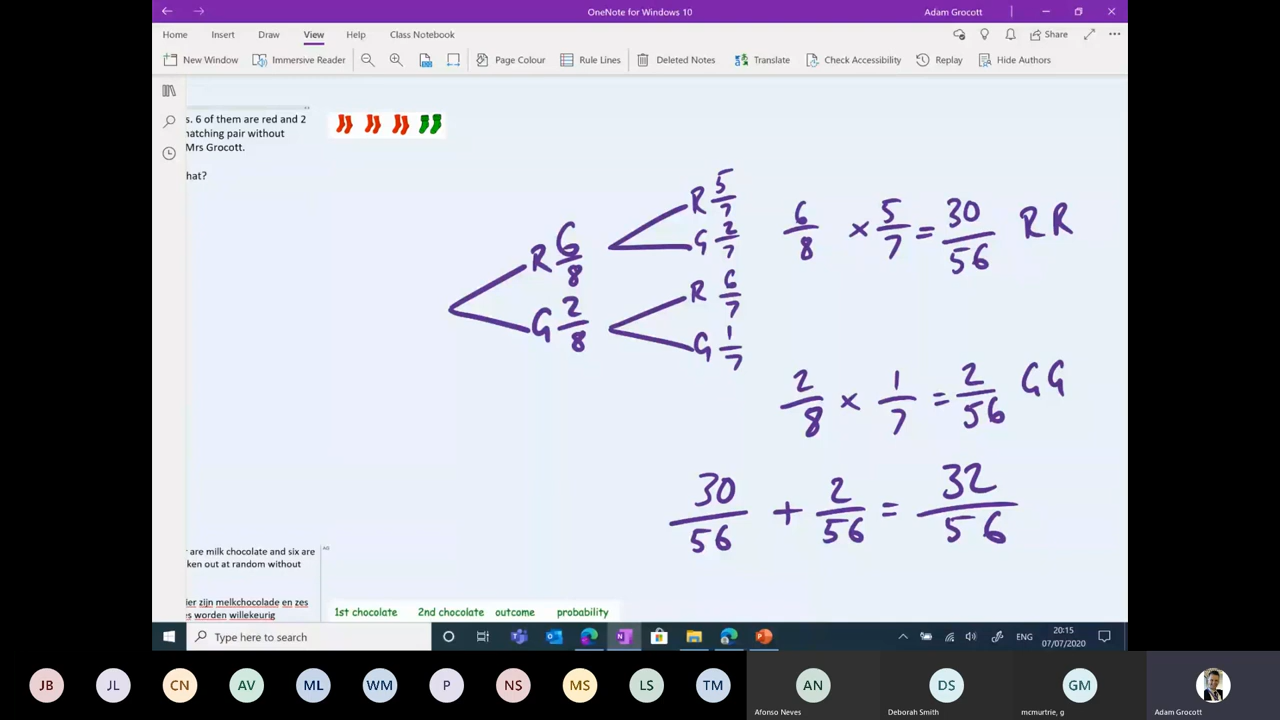 OneNote for Windows 10
Adam Grocott
Home Insert Draw View Help Class Notebook
Share
New Window Immersive Reader Page Colour Rule Lines Deleted Notes Translate Check Accessibility Replay Hide Authors
s. 6 of them are red and 2
natching pair without
Mrs Grocott.
hat?
R 5/7
6/8 × 5/7 = 30/56 RR
G 2/7
R 6/8
R 6/7
G 2/8
G 1/7
2/8 × 1/7 = 2/56 GG
30/56 + 2/56 = 32/56
r are milk chocolate and six are
ken out at random without
AG
ier zijn melkchocolade en zes
es worden willekeurig
1st chocolate 2nd chocolate outcome probability
Type here to search
ENG
20:15
07/07/2020
JB JL CN AV ML WM P NS MS LS TM AN DS GM
Afonso Neves Deborah Smith mcmurtrie, g Adam Grocott